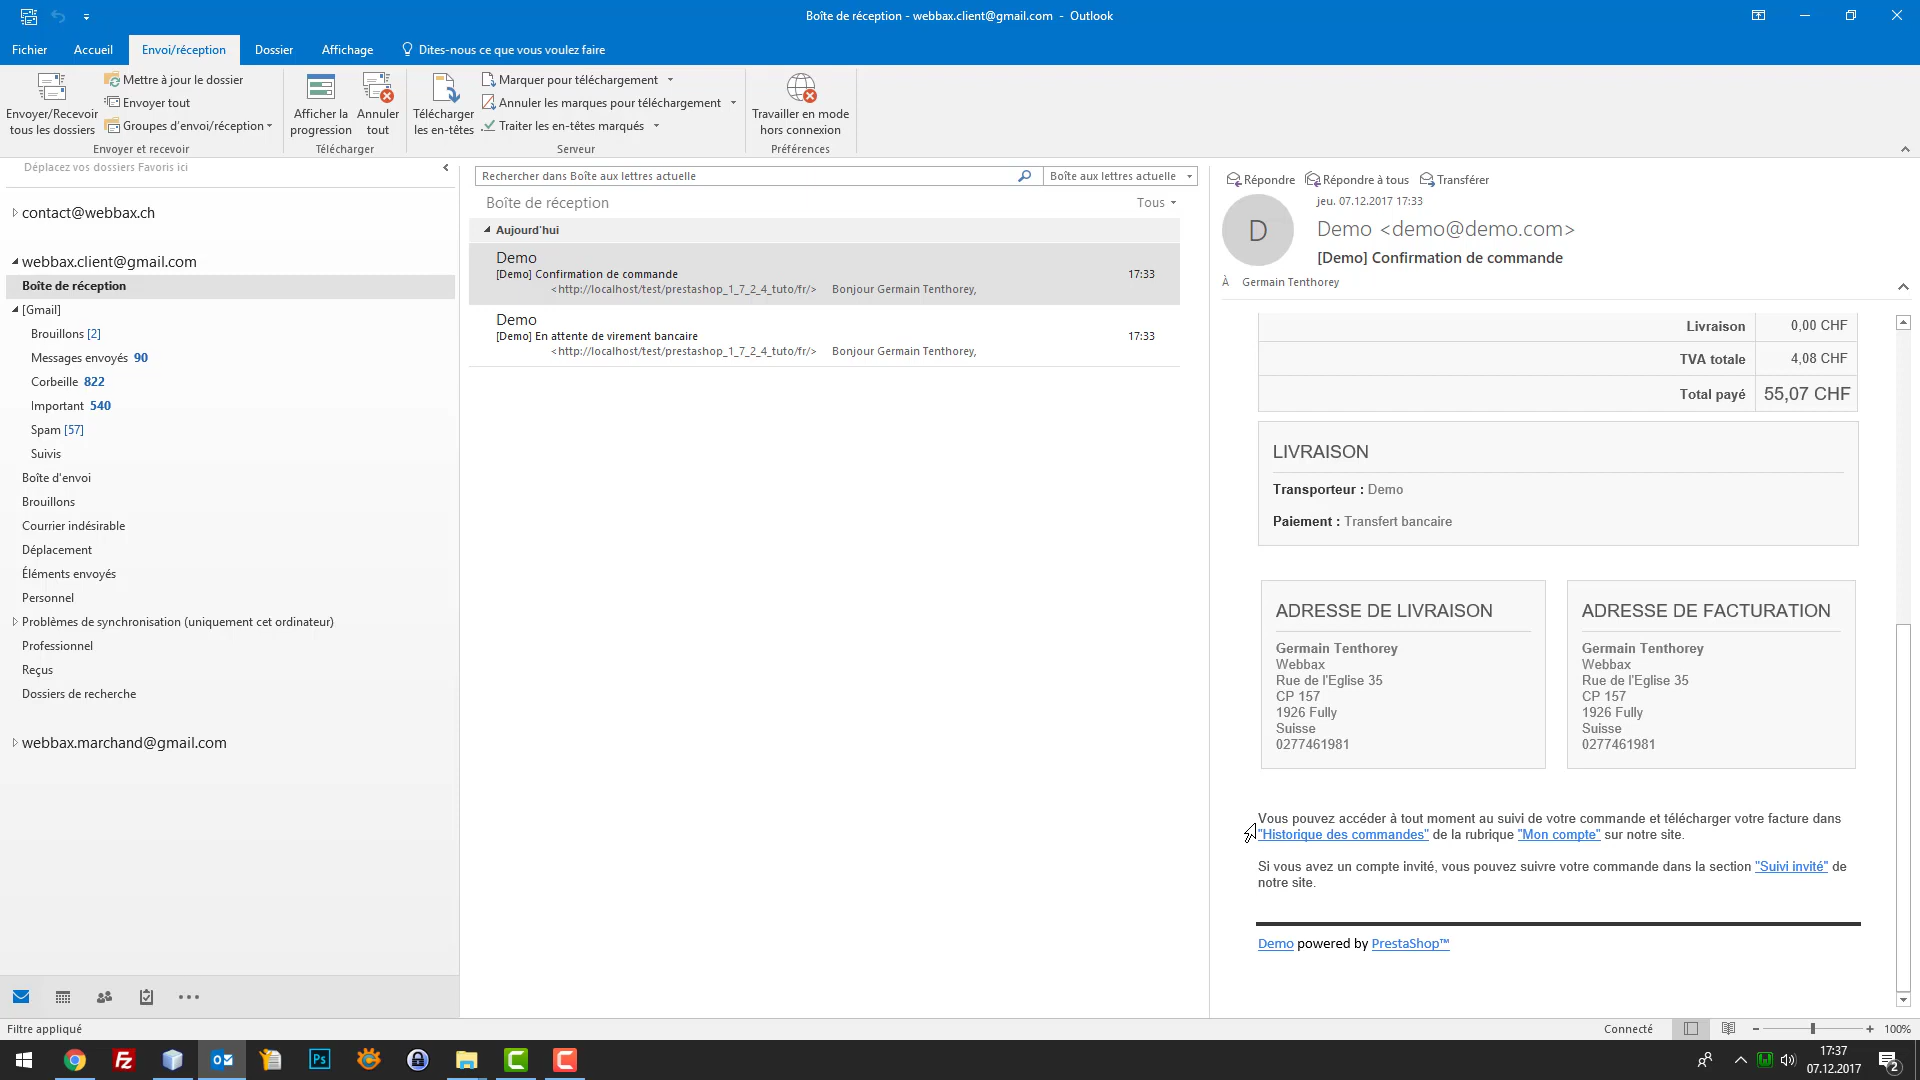 Boîte de réception - webbax.client@gmail.com - Outlook
Fichier
Accueil
Envoi/réception
Dossier
Affichage
Dites-nous ce que vous voulez faire
Envoyer/Recevoir
tous les dossiers
Mettre à jour le dossier
Envoyer tout
Groupes d'envoi/réception
Envoyer et recevoir
Afficher la
progression
Annuler
tout
Télécharger
Télécharger
les en-têtes
Marquer pour téléchargement
Annuler les marques pour téléchargement
Traiter les en-têtes marqués
Serveur
Travailler en mode
hors connexion
Préférences
Déplacez vos dossiers Favoris ici
contact@webbax.ch
webbax.client@gmail.com
Boîte de réception
[Gmail]
Brouillons [2]
Messages envoyés 90
Corbeille 822
Important 540
Spam [57]
Suivis
Boîte d'envoi
Brouillons
Courrier indésirable
Déplacement
Éléments envoyés
Personnel
Problèmes de synchronisation (uniquement cet ordinateur)
Professionnel
Reçus
Dossiers de recherche
webbax.marchand@gmail.com
Rechercher dans Boîte aux lettres actuelle
Boîte aux lettres actuelle
Boîte de réception
Tous
Aujourd'hui
Demo
[Demo] Confirmation de commande 17:33
<http://localhost/test/prestashop_1_7_2_4_tuto/fr/> Bonjour Germain Tenthorey,
Demo
[Demo] En attente de virement bancaire 17:33
<http://localhost/test/prestashop_1_7_2_4_tuto/fr/> Bonjour Germain Tenthorey,
Répondre
Répondre à tous
Transférer
jeu. 07.12.2017 17:33
D
Demo <demo@demo.com>
[Demo] Confirmation de commande
À Germain Tenthorey
Livraison 0,00 CHF
TVA totale 4,08 CHF
Total payé 55,07 CHF
LIVRAISON
Transporteur : Demo
Paiement : Transfert bancaire
ADRESSE DE LIVRAISON
Germain Tenthorey
Webbax
Rue de l'Eglise 35
CP 157
1926 Fully
Suisse
0277461981
ADRESSE DE FACTURATION
Germain Tenthorey
Webbax
Rue de l'Eglise 35
CP 157
1926 Fully
Suisse
0277461981
Vous pouvez accéder à tout moment au suivi de votre commande et télécharger votre facture dans
"Historique des commandes" de la rubrique "Mon compte" sur notre site.
Si vous avez un compte invité, vous pouvez suivre votre commande dans la section "Suivi invité" de
notre site.
Demo powered by PrestaShop™
Filtre appliqué
Connecté
100%
Fz
Ps
17:37
07.12.2017
2